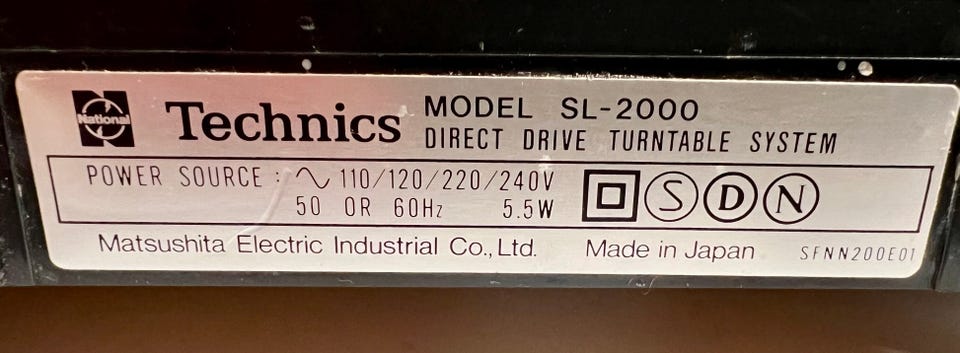 National Technics MODEL SL-2000
DIRECT DRIVE TURNTABLE SYSTEM
POWER SOURCE : ∿ 110/120/220/240V
50 OR 60Hz 5.5W S D N
Matsushita Electric Industrial Co., Ltd. Made in Japan SFNN200E01